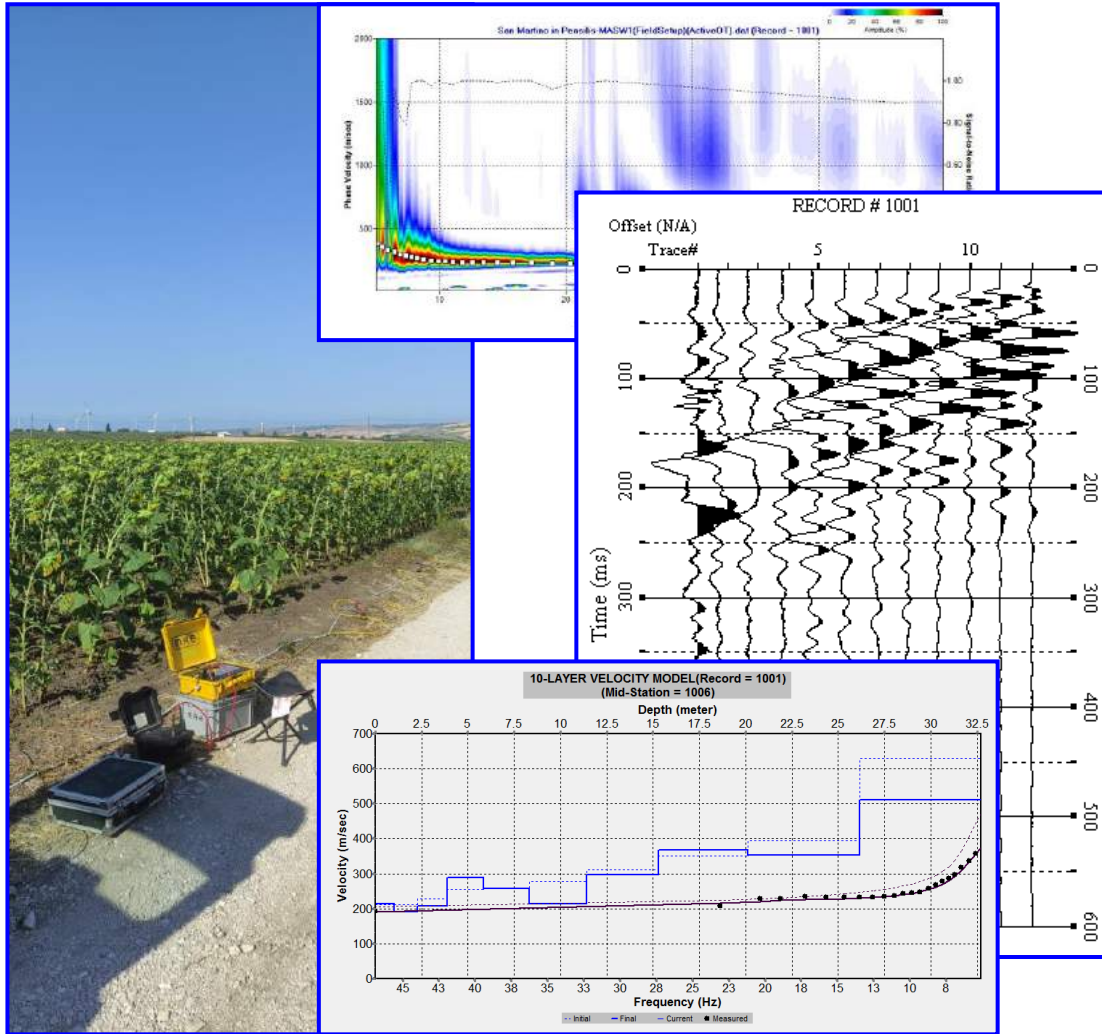 San Martino in Pensilis-MASW1(FieldSetup)(ActiveOT).dat (Record - 1001)
0 20 40 60 80 100
Amplitude (%)
2000
1500
1000
500
Phase Velocity (m/sec)
1.00
0.80
0.60
10 20
RECORD # 1001
Offset (N/A)
Trace#
5 10
0
100
200
300
Time (ms)
0
100
200
300
400
500
600
10-LAYER VELOCITY MODEL(Record = 1001)
(Mid-Station = 1006)
Depth (meter)
0 2.5 5 7.5 10 11 12.5 15 17.5 20 22.5 25 27.5 30 32.5
700
600
500
400
300
200
100
0
Velocity (m/sec)
45 43 40 38 35 33 30 28 25 23 20 18 15 13 10 8
Frequency (Hz)
Initial Final Current Measured